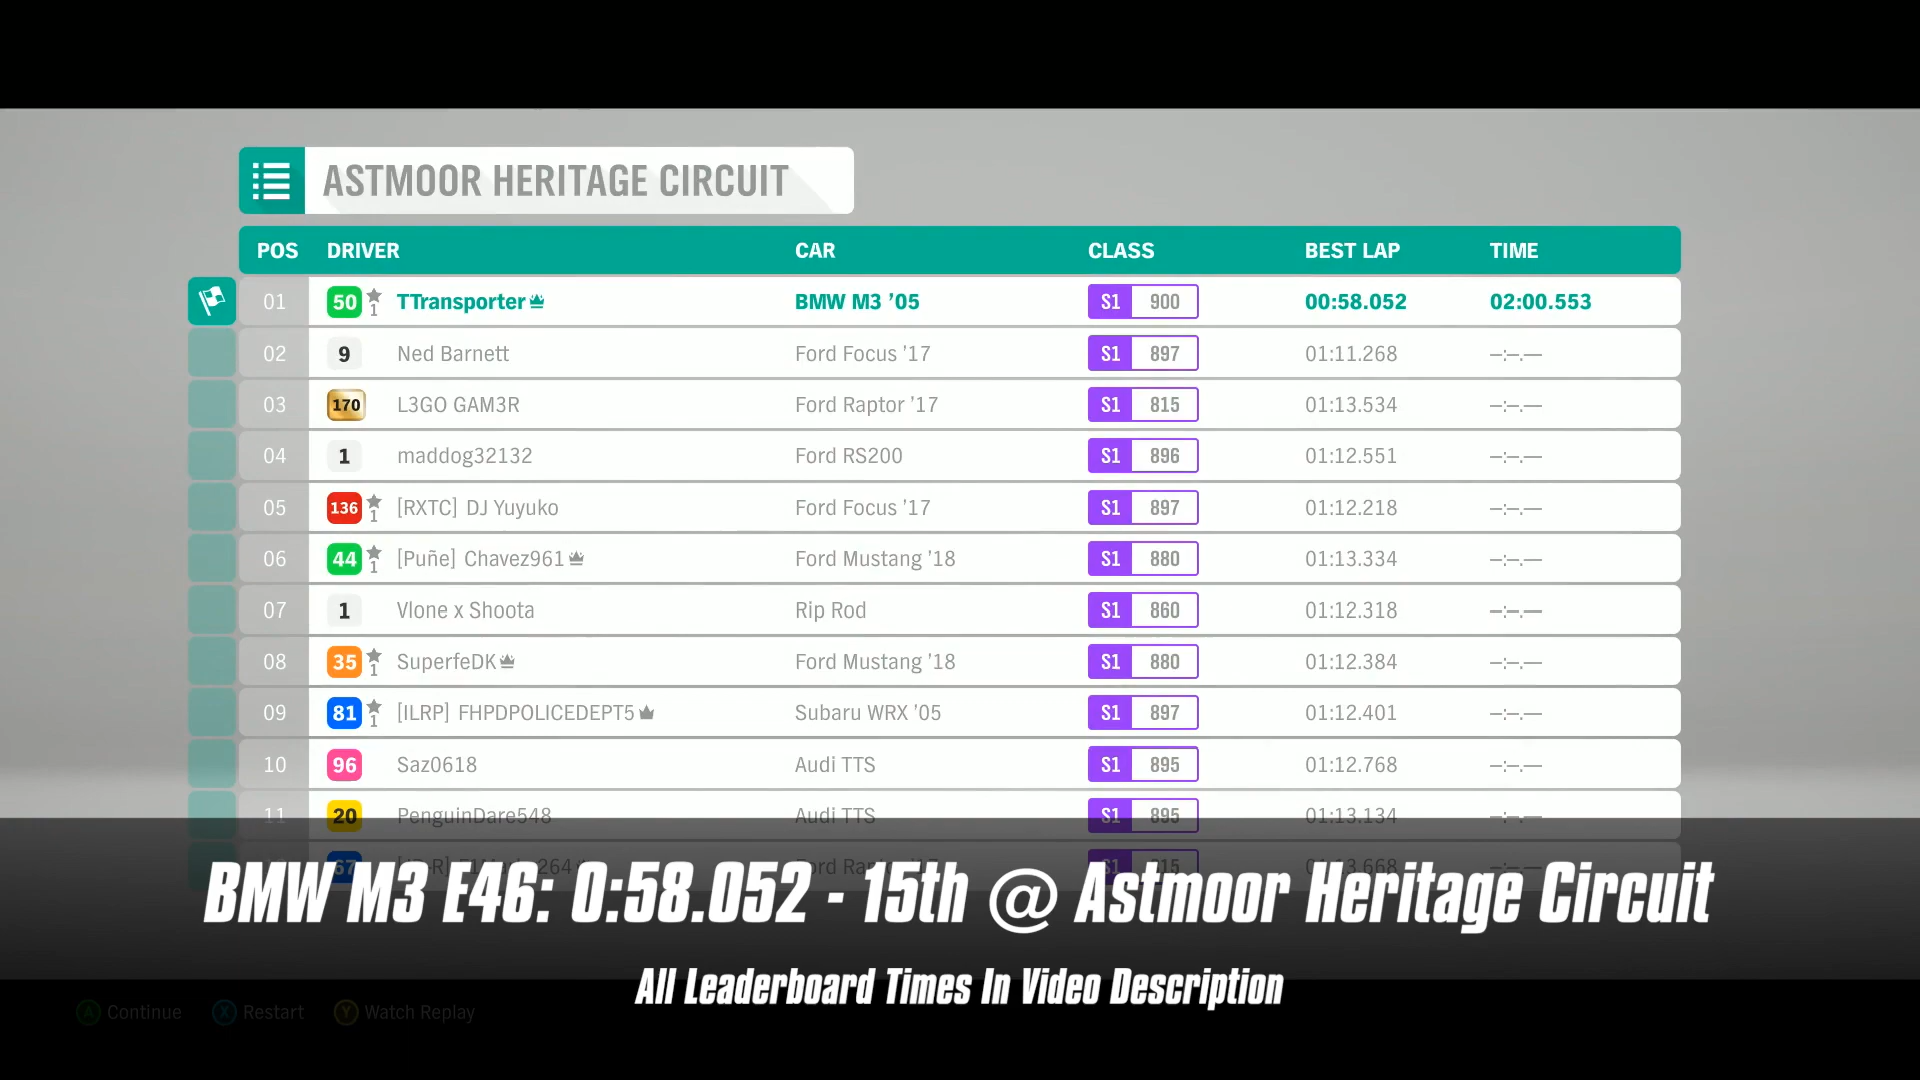 ASTMOOR HERITAGE CIRCUIT
POS DRIVER CAR CLASS BEST LAP TIME
01 50 1 TTransporter BMW M3 ’05 S1 900 00:58.052 02:00.553
02 9 Ned Barnett Ford Focus ’17 S1 897 01:11.268 --:--.---
03 170 L3GO GAM3R Ford Raptor ’17 S1 815 01:13.534 --:--.---
04 1 maddog32132 Ford RS200 S1 896 01:12.551 --:--.---
05 136 1 [RXTC] DJ Yuyuko Ford Focus ’17 S1 897 01:12.218 --:--.---
06 44 1 [Puñe] Chavez961 Ford Mustang ’18 S1 880 01:13.334 --:--.---
07 1 Vlone x Shoota Rip Rod S1 860 01:12.318 --:--.---
08 35 1 SuperfeDK Ford Mustang ’18 S1 880 01:12.384 --:--.---
09 81 1 [ILRP] FHPDPOLICEDEPT5 Subaru WRX ’05 S1 897 01:12.401 --:--.---
10 96 Saz0618 Audi TTS S1 895 01:12.768 --:--.---
11 20 PenguinDare548 Audi TTS S1 895 01:13.134 --:--.---
67 S1
BMW M3 E46: 0:58.052 - 15th @ Astmoor Heritage Circuit
All Leaderboard Times In Video Description
A Continue X Restart Y Watch Replay